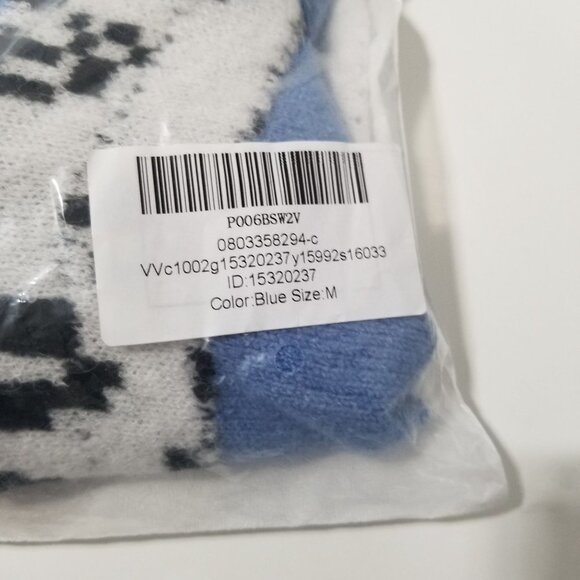 P006BSW2V
0803358294-c
VVc1002g15320237y15992s16033
ID:15320237
Color:Blue Size:M